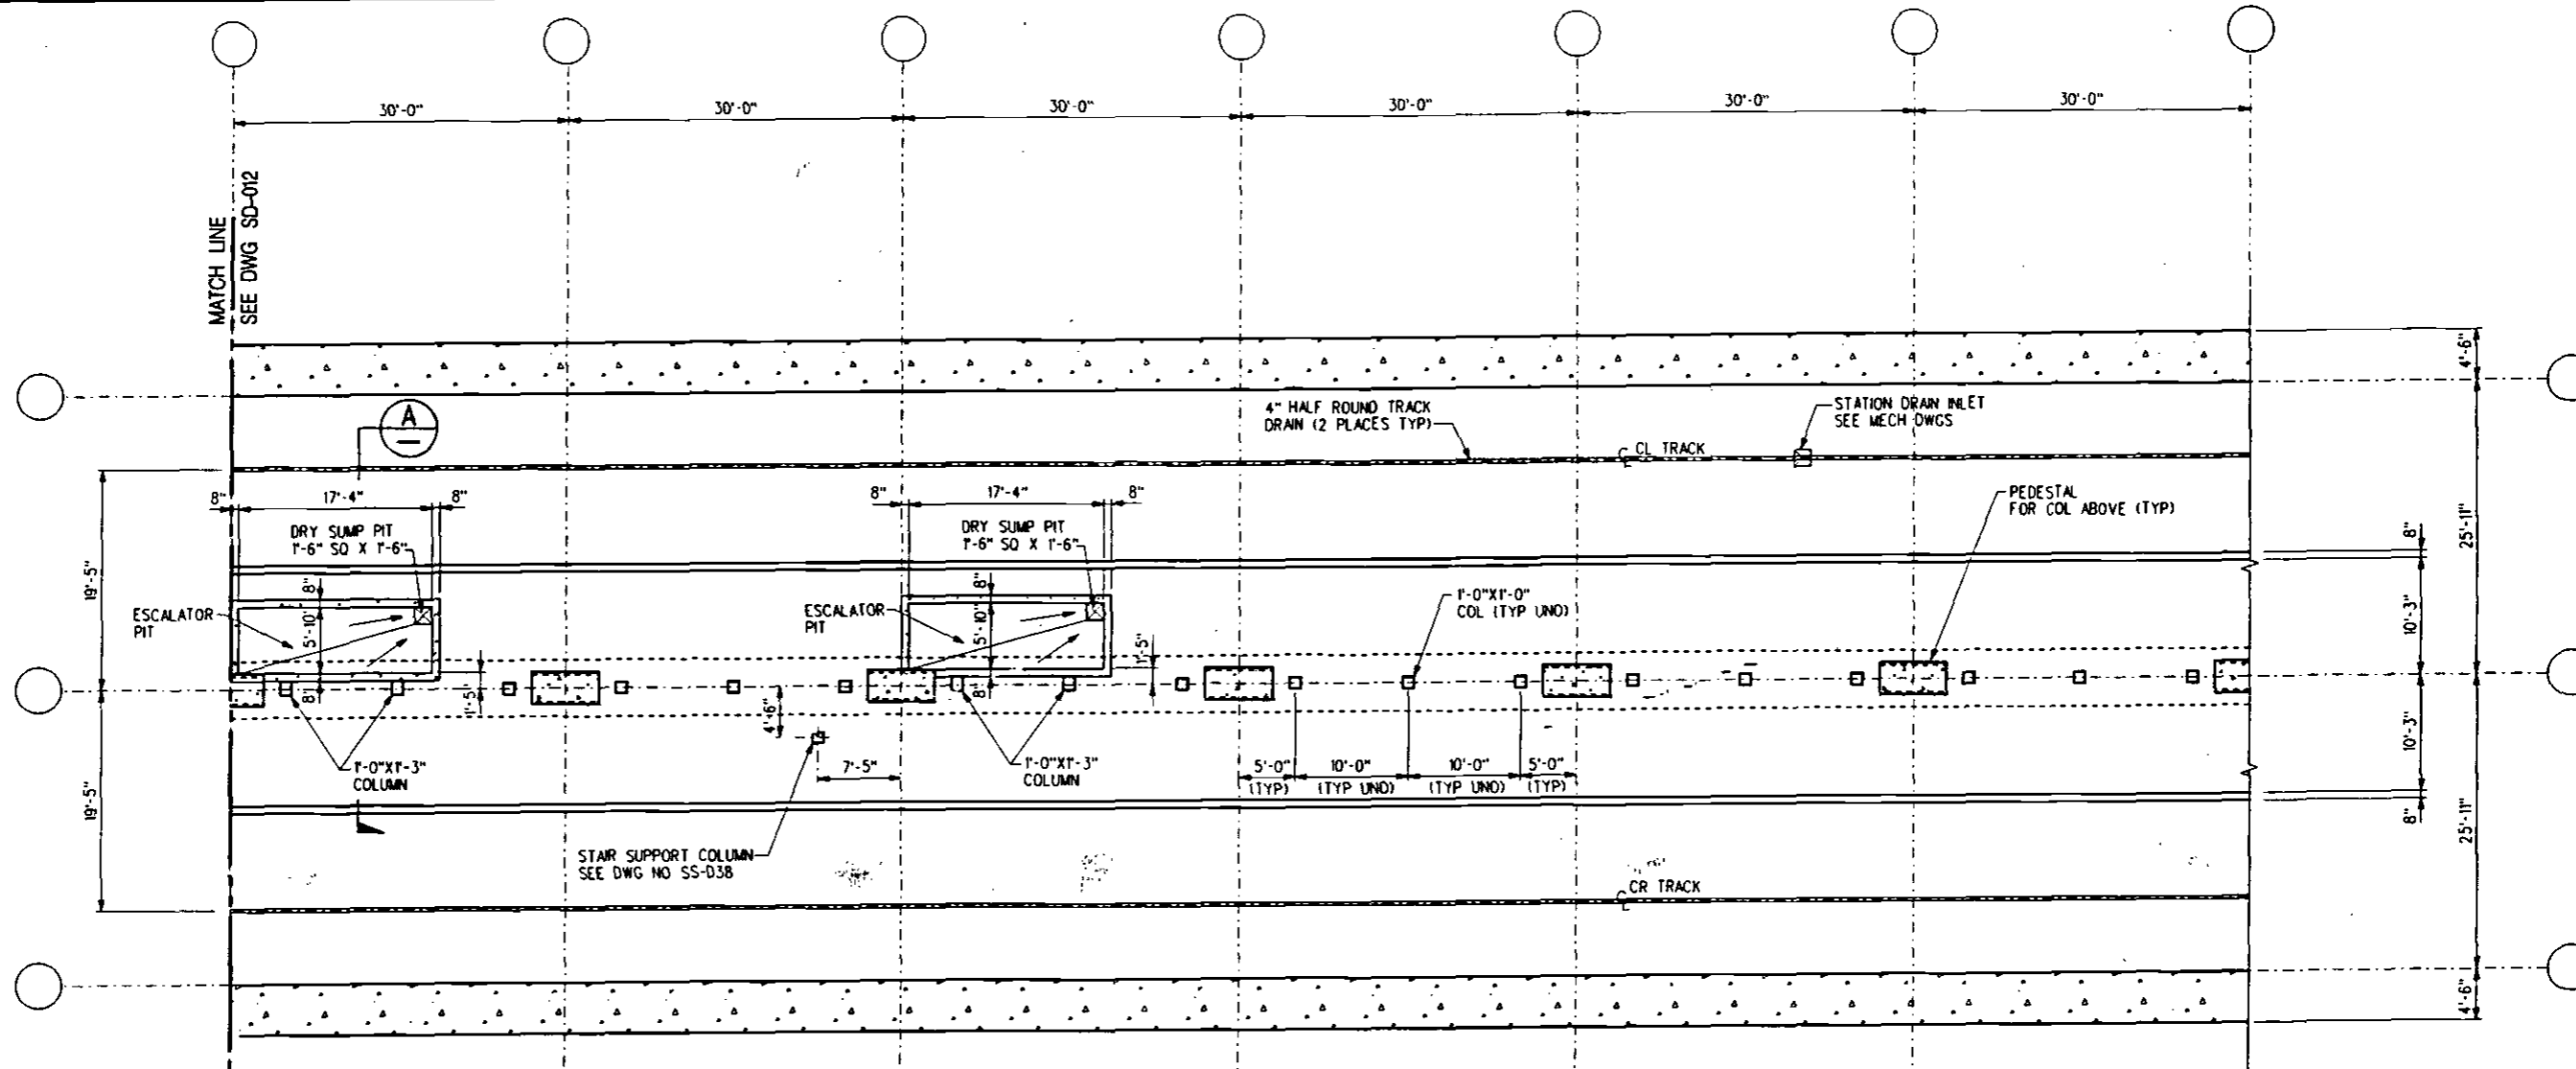 30'-0"
30'-0"
30'-0"
30'-0"
30'-0"
30'-0"
MATCH LINE
SEE DWG SD-012
4'-6"
A
4" HALF ROUND TRACK
DRAIN (2 PLACES TYP)
STATION DRAIN INLET
SEE MECH DWGS
CL TRACK
8"
17'-4"
8"
8"
17'-4"
8"
PEDESTAL
FOR COL ABOVE (TYP)
DRY SUMP PIT
1'-6" SQ X 1'-6"
DRY SUMP PIT
1'-6" SQ X 1'-6"
8"
25'-11"
19'-5"
8"
8"
ESCALATOR
PIT
5'-10"
ESCALATOR
PIT
5'-10"
1'-0"X1'-0"
COL (TYP UNO)
10'-3"
1'-5"
8"
1'-5"
8"
4'-6"
10'-3"
1'-0"X1'-3"
COLUMN
7'-5"
1'-0"X1'-3"
COLUMN
5'-0"
(TYP)
10'-0"
(TYP UNO)
10'-0"
(TYP UNO)
5'-0"
(TYP)
19'-5"
8"
25'-11"
STAIR SUPPORT COLUMN
SEE DWG NO SS-D38
CR TRACK
4'-6"